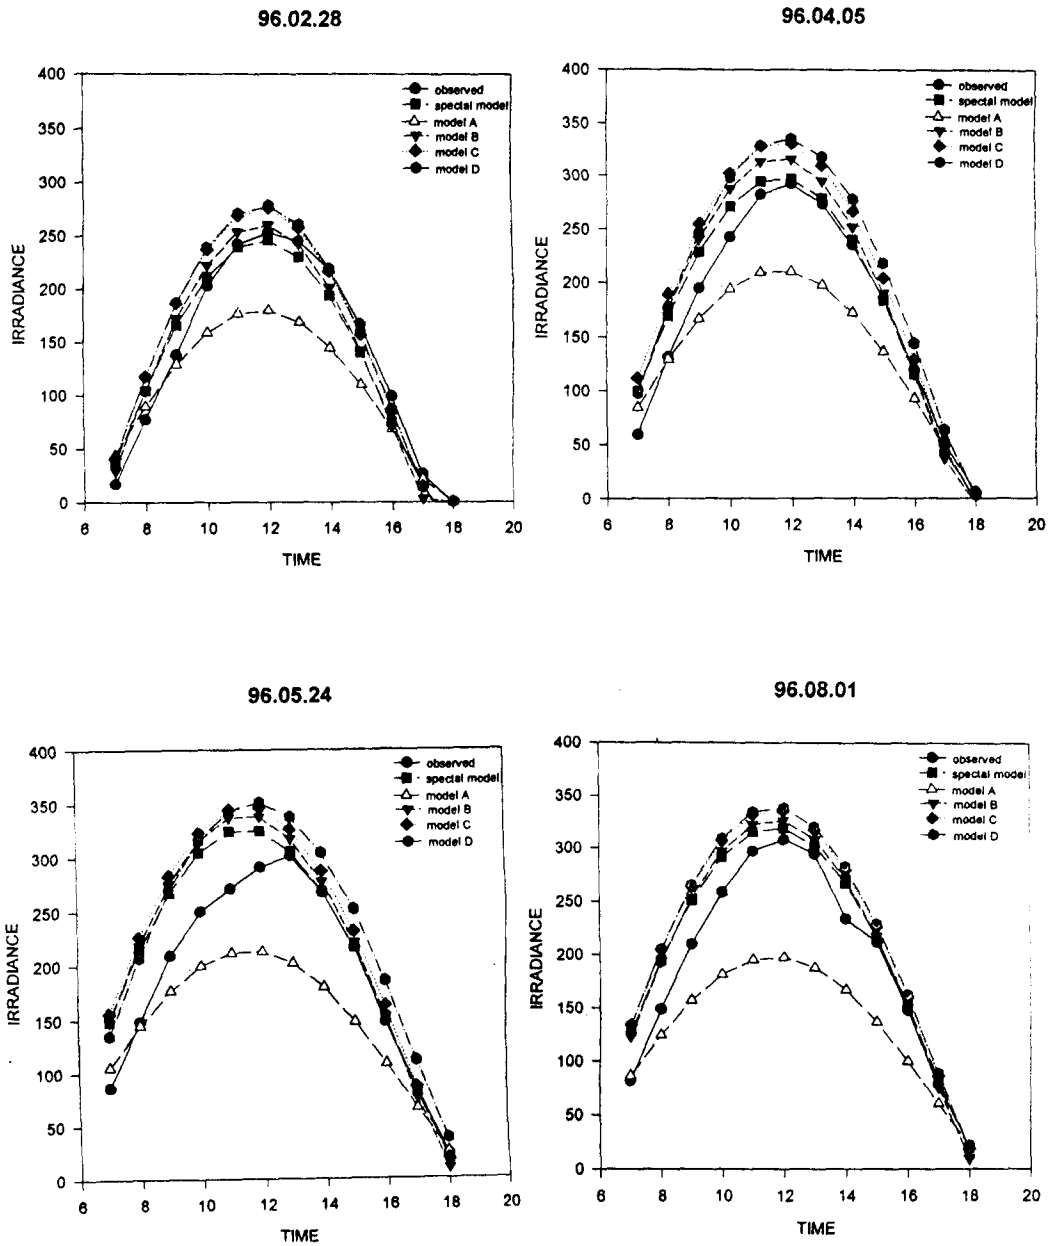 96.02.28
400
350
300
250
200
150
100
50
0
IRRADIANCE
6
8
10
12
14
16
18
20
TIME
observed
spectal model
model A
model B
model C
model D
96.04.05
400
350
300
250
200
150
100
50
0
IRRADIANCE
6
8
10
12
14
16
18
20
TIME
observed
spectal model
model A
model B
model C
model D
96.05.24
400
350
300
250
200
150
100
50
0
IRRADIANCE
6
8
10
12
14
16
18
20
TIME
observed
spectal model
model A
model B
model C
model D
96.08.01
400
350
300
250
200
150
100
50
0
IRRADIANCE
6
8
10
12
14
16
18
20
TIME
observed
spectal model
model A
model B
model C
model D